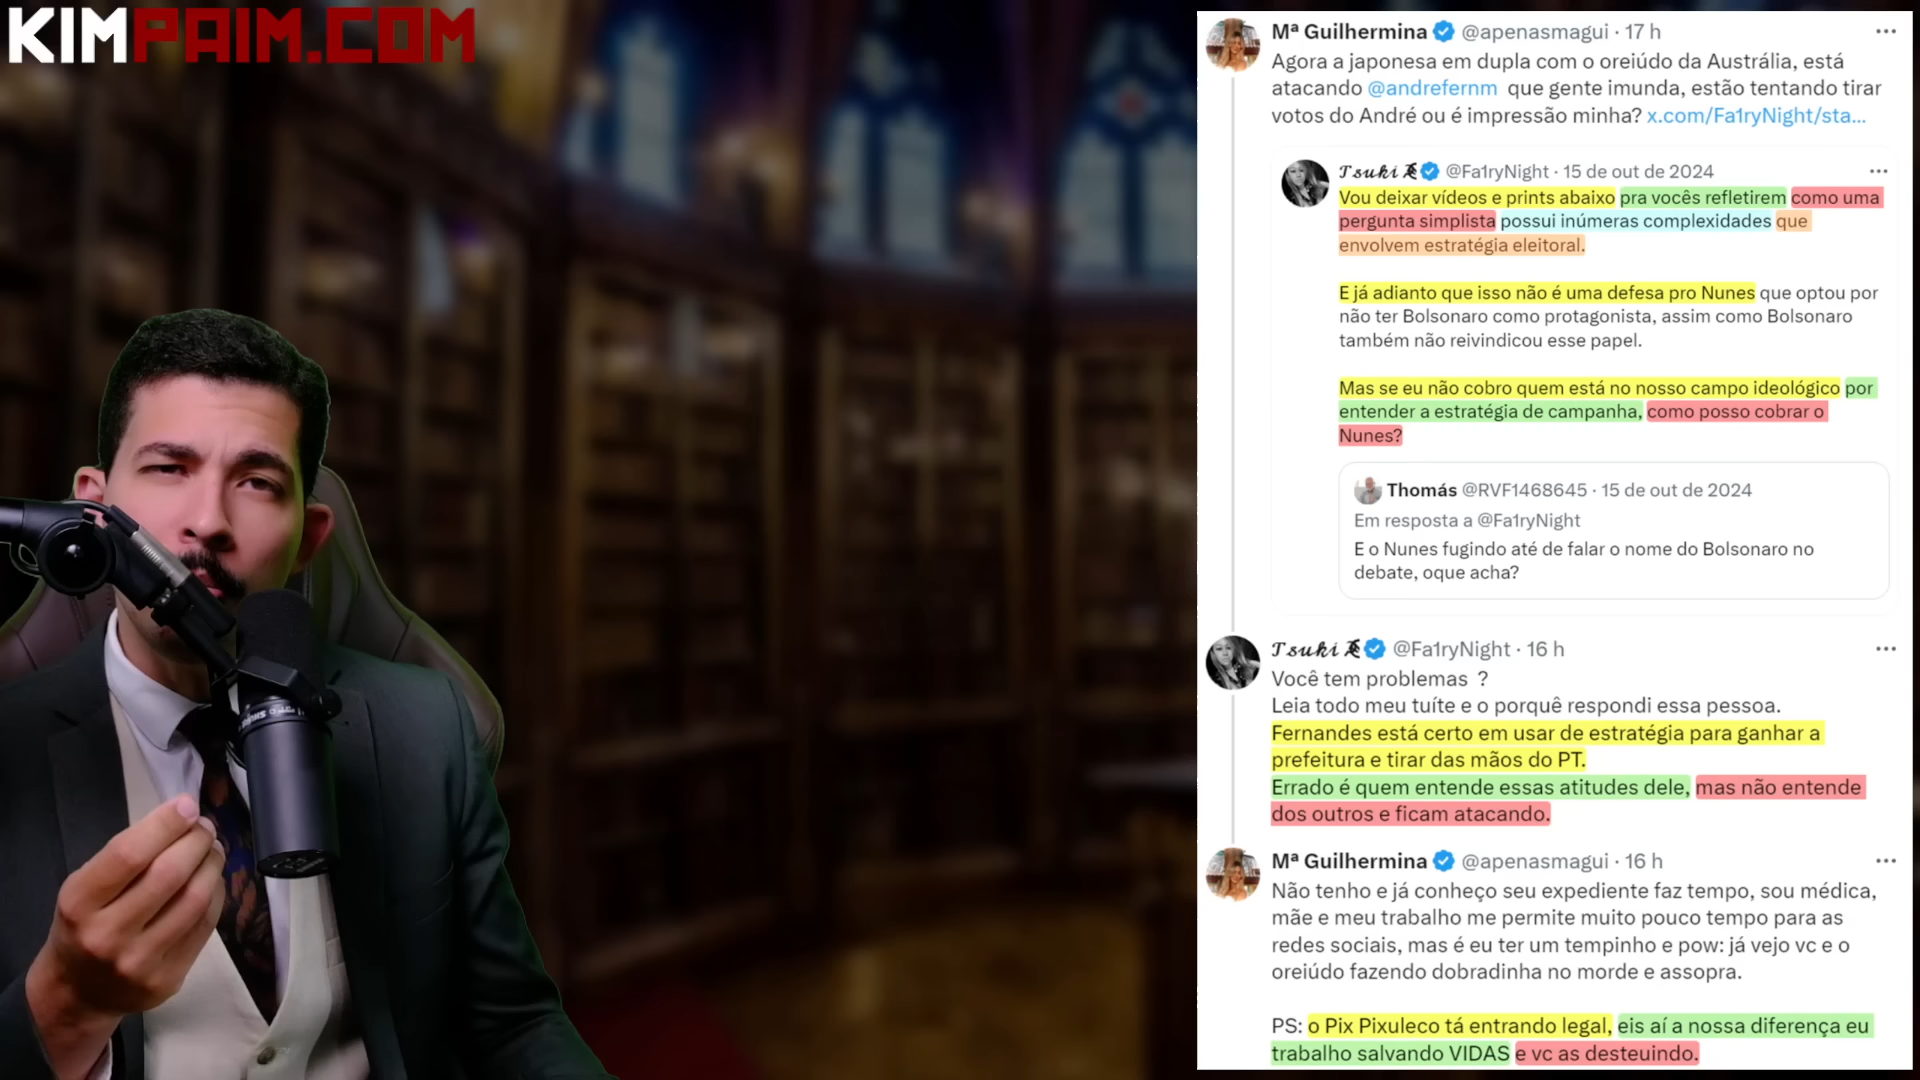 KIMPAIM.COM
Mª Guilhermina @apenasmagui · 17 h
Agora a japonesa em dupla com o oreiúdo da Austrália, está
atacando @andrefernm que gente imunda, estão tentando tirar
votos do André ou é impressão minha? x.com/Fa1ryNight/sta...
Tsuki @Fa1ryNight · 15 de out de 2024
Vou deixar vídeos e prints abaixo pra vocês refletirem como uma
pergunta simplista possui inúmeras complexidades que
envolvem estratégia eleitoral.
E já adianto que isso não é uma defesa pro Nunes que optou por
não ter Bolsonaro como protagonista, assim como Bolsonaro
também não reivindicou esse papel.
Mas se eu não cobro quem está no nosso campo ideológico por
entender a estratégia de campanha, como posso cobrar o
Nunes?
Thomás @RVF1468645 · 15 de out de 2024
Em resposta a @Fa1ryNight
E o Nunes fugindo até de falar o nome do Bolsonaro no
debate, oque acha?
Tsuki @Fa1ryNight · 16 h
Você tem problemas ?
Leia todo meu tuíte e o porquê respondi essa pessoa.
Fernandes está certo em usar de estratégia para ganhar a
prefeitura e tirar das mãos do PT.
Errado é quem entende essas atitudes dele, mas não entende
dos outros e ficam atacando.
Mª Guilhermina @apenasmagui · 16 h
Não tenho e já conheço seu expediente faz tempo, sou médica,
mãe e meu trabalho me permite muito pouco tempo para as
redes sociais, mas é eu ter um tempinho e pow: já vejo vc e o
oreiúdo fazendo dobradinha no morde e assopra.
PS: o Pix Pixuleco tá entrando legal, eis aí a nossa diferença eu
trabalho salvando VIDAS e vc as desteuindo.